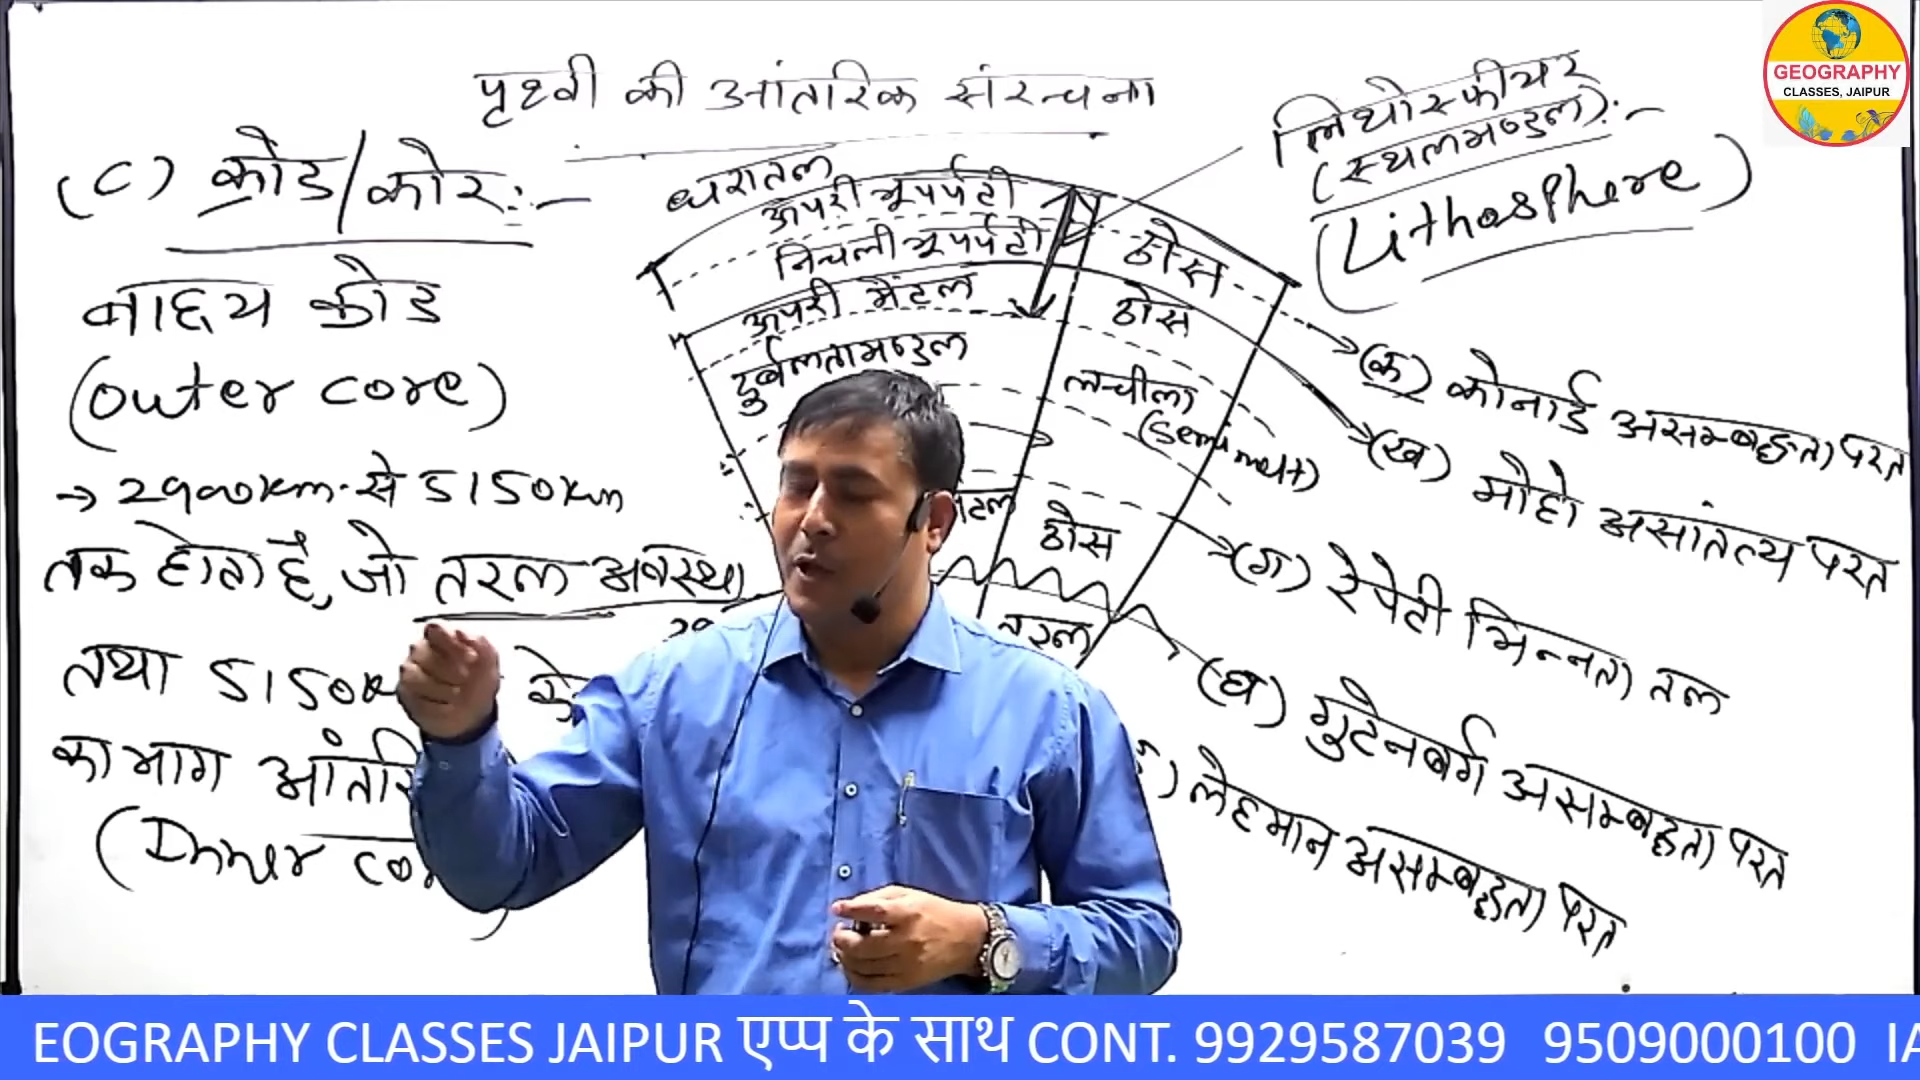 पृथ्वी की आंतरिक संरचना
(C) क्रोड/कोर:-
बाह्य क्रोड
(outer core)
→ 2900km. से 5150km
तक होता है, जो तरल अवस्था
तथा 5150k
का भाग आंतरि
(Inner co
धरातल
ऊपरी भूपर्पटी
निचली भूपर्पटी
ऊपरी मैंटल
दुर्बलतामण्डल
ठोस
ठोस
लचीला
(semi melt)
ठोस
तरल
लिथोस्फीयर
(स्थलमण्डल):-
(Lithosphere)
(क) कोनार्ड असम्बद्धता परत
(ख) मोहो असांतत्य परत
(ग) रेपेटी भिन्नता तल
(घ) गुटेनबर्ग असम्बद्धता परत
लेहमान असम्बद्धता परत
GEOGRAPHY
CLASSES, JAIPUR
EOGRAPHY CLASSES JAIPUR एप्प के साथ CONT. 9929587039 9509000100 IA